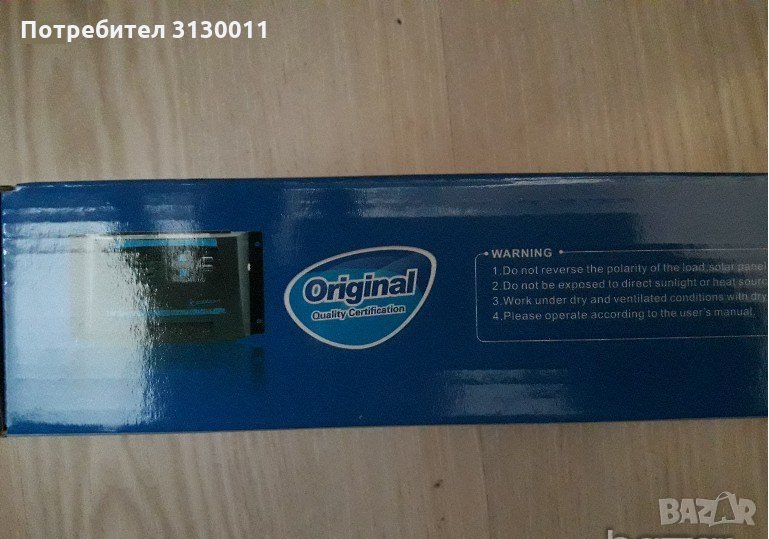 Потребител 3130011
Original
Quality Certification
WARNING
1.Do not reverse the polarity of the load,solar panel
2.Do not be exposed to direct sunlight or heat sourc
3.Work under dry and ventilated conditions with dry
4.Please operate according to the user's manual.
BAZAR